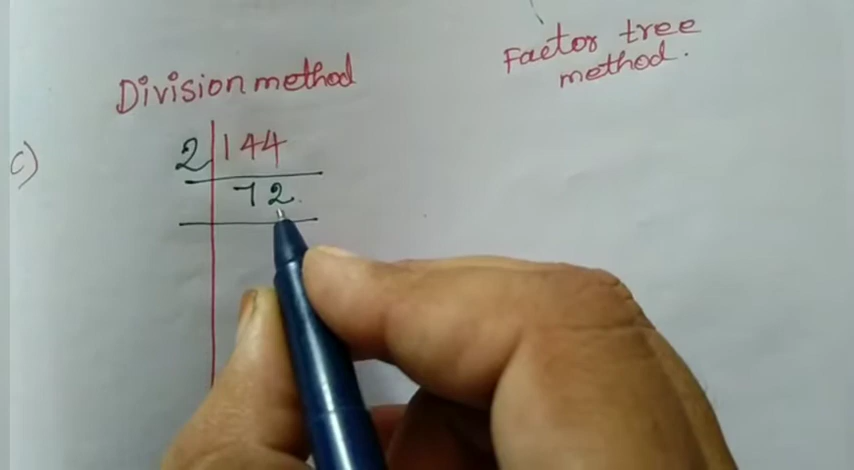 Division method
Factor tree
method.
c)
2 144
72